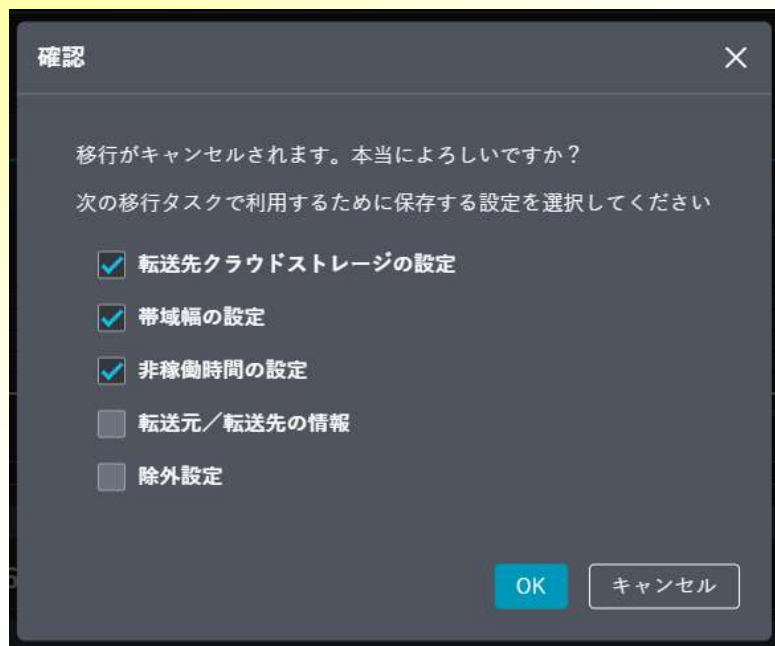 確認
移行がキャンセルされます。本当によろしいですか？
次の移行タスクで利用するために保存する設定を選択してください
転送先クラウドストレージの設定
帯域幅の設定
非稼働時間の設定
転送元／転送先の情報
除外設定
OK キャンセル